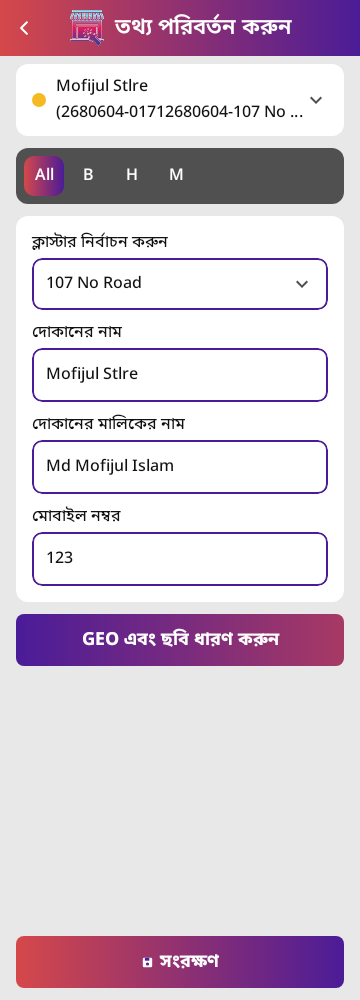 তথ্য পরিবর্তন করুন
Mofijul Stlre
(2680604-01712680604-107 No ...
All B H M
ক্লাস্টার নির্বাচন করুন
107 No Road
দোকানের নাম
Mofijul Stlre
দোকানের মালিকের নাম
Md Mofijul Islam
মোবাইল নম্বর
123
GEO এবং ছবি ধারণ করুন
সংরক্ষণ